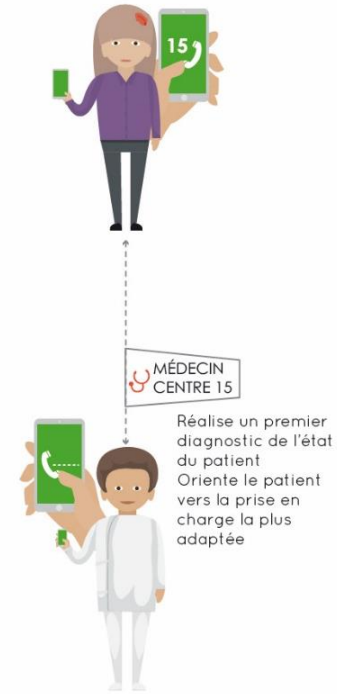 15
MÉDECIN
CENTRE 15
Réalise un premier
diagnostic de l'état
du patient
Oriente le patient
vers la prise en
charge la plus
adaptée